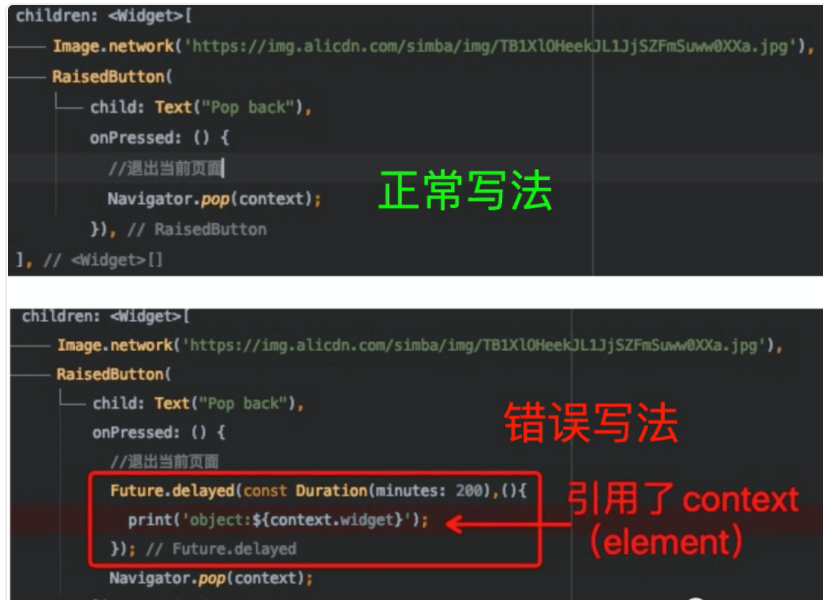 children: <Widget>[
Image.network('https://img.alicdn.com/simba/img/TB1XlOHeekJL1JjSZFmSuww0XXa.jpg'),
RaisedButton(
child: Text("Pop back"),
onPressed: () {
//退出当前页面
Navigator.pop(context);
}), // RaisedButton
], // <Widget>[]
正常写法
children: <Widget>[
Image.network('https://img.alicdn.com/simba/img/TB1XlOHeekJL1JjSZFmSuww0XXa.jpg'),
RaisedButton(
child: Text("Pop back"),
onPressed: () {
错误写法
//退出当前页面
Future.delayed(const Duration(minutes: 200),(){
print('object:${context.widget}');
}); // Future.delayed
引用了 context
（element）
Navigator.pop(context);